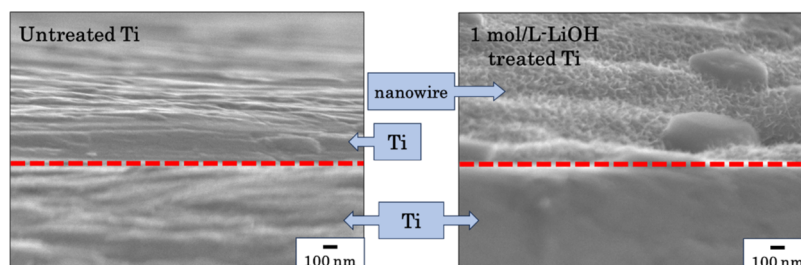 Untreated Ti
1 mol/L-LiOH
treated Ti
nanowire
Ti
Ti
100 nm
100 nm